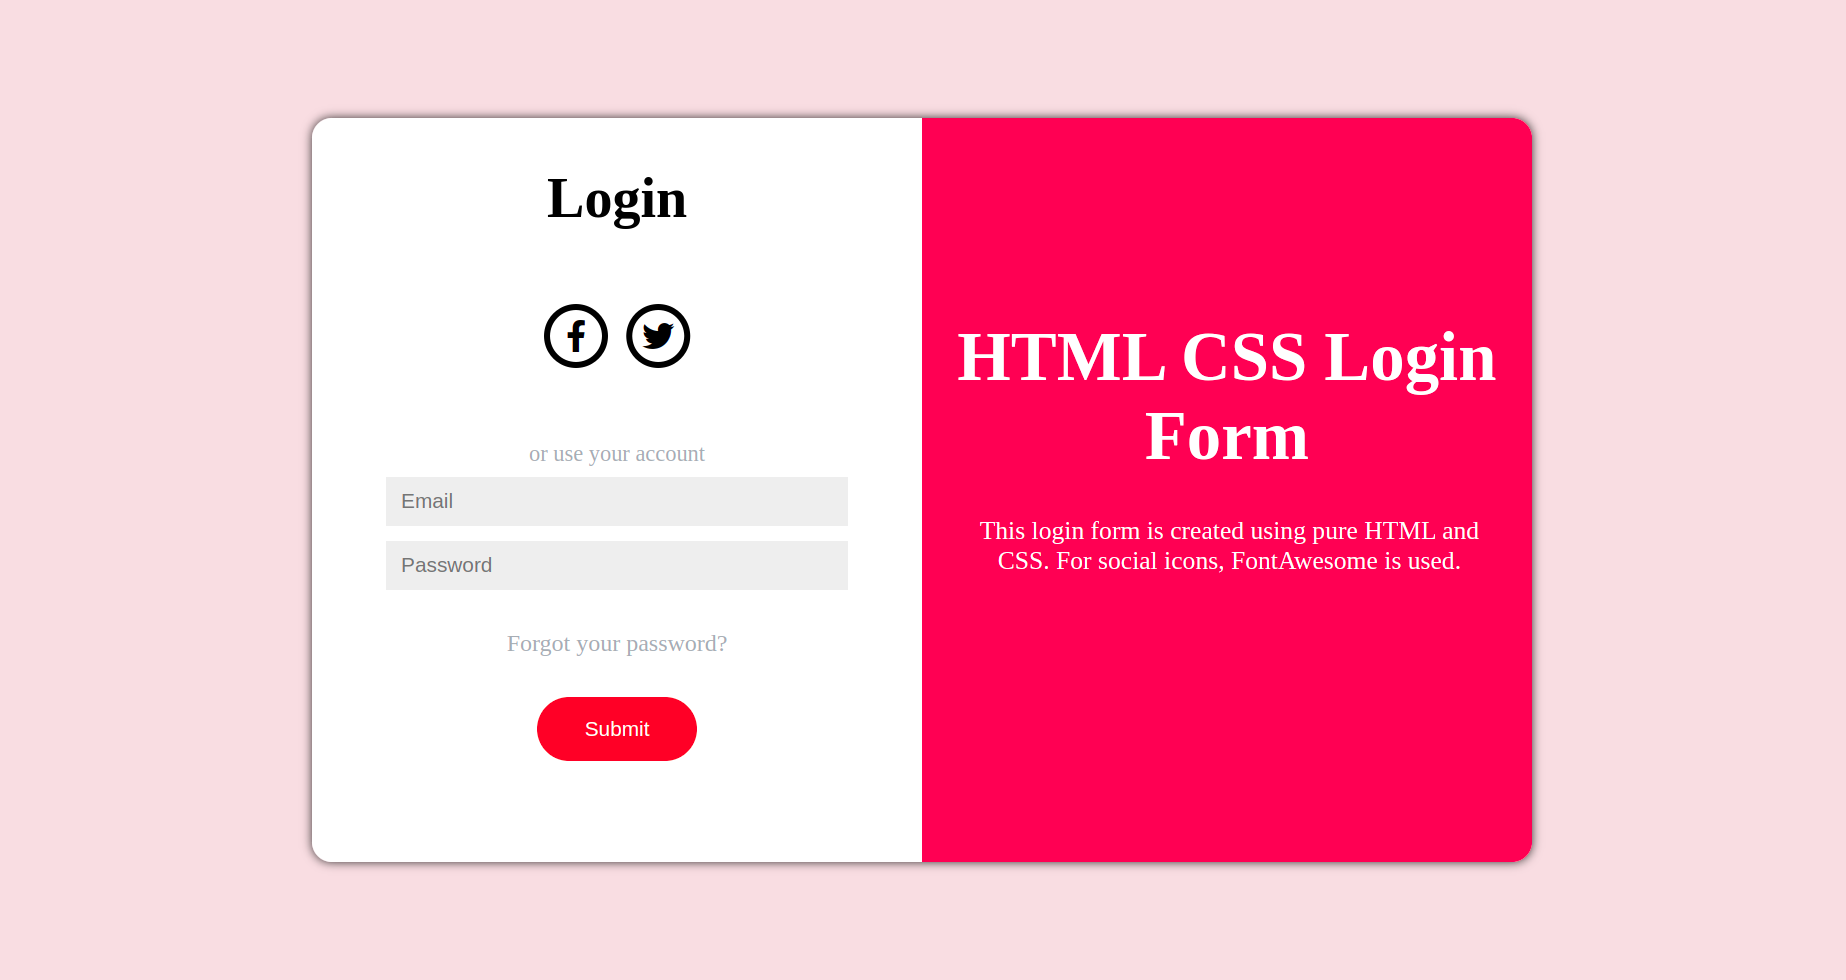 Login
or use your account
Email
Password
Forgot your password?
Submit
HTML CSS Login
Form
This login form is created using pure HTML and
CSS. For social icons, FontAwesome is used.